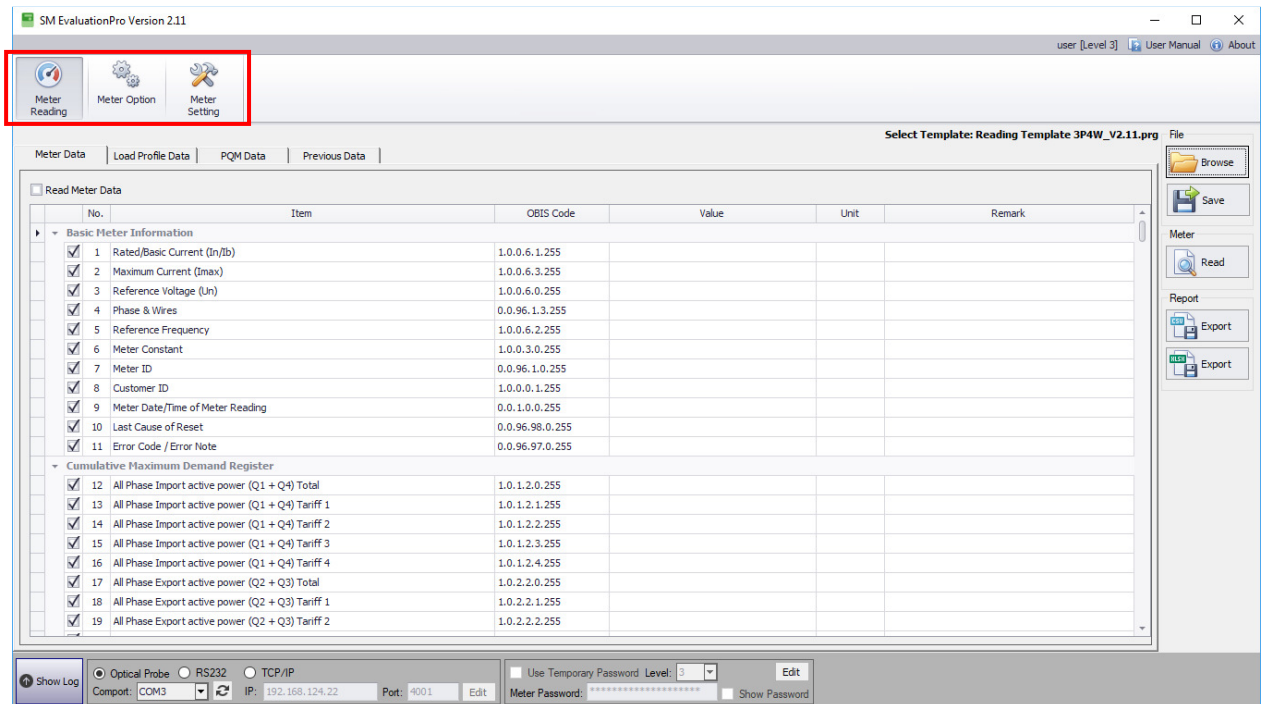 SM EvaluationPro Version 2.11
user [Level 3] User Manual About
Meter Reading Meter Option Meter Setting
Select Template: Reading Template 3P4W_V2.11.prg File
Meter Data Load Profile Data PQM Data Previous Data
Browse
Read Meter Data
Save
No. Item OBIS Code Value Unit Remark
Basic Meter Information
Meter
1 Rated/Basic Current (In/Ib) 1.0.0.6.1.255
2 Maximum Current (Imax) 1.0.0.6.3.255
Read
3 Reference Voltage (Un) 1.0.0.6.0.255
Report
4 Phase & Wires 0.0.96.1.3.255
5 Reference Frequency 1.0.0.6.2.255
CSV Export
6 Meter Constant 1.0.0.3.0.255
7 Meter ID 0.0.96.1.0.255
XLSX Export
8 Customer ID 1.0.0.0.1.255
9 Meter Date/Time of Meter Reading 0.0.1.0.0.255
10 Last Cause of Reset 0.0.96.98.0.255
11 Error Code / Error Note 0.0.96.97.0.255
Cumulative Maximum Demand Register
12 All Phase Import active power (Q1 + Q4) Total 1.0.1.2.0.255
13 All Phase Import active power (Q1 + Q4) Tariff 1 1.0.1.2.1.255
14 All Phase Import active power (Q1 + Q4) Tariff 2 1.0.1.2.2.255
15 All Phase Import active power (Q1 + Q4) Tariff 3 1.0.1.2.3.255
16 All Phase Import active power (Q1 + Q4) Tariff 4 1.0.1.2.4.255
17 All Phase Export active power (Q2 + Q3) Total 1.0.2.2.0.255
18 All Phase Export active power (Q2 + Q3) Tariff 1 1.0.2.2.1.255
19 All Phase Export active power (Q2 + Q3) Tariff 2 1.0.2.2.2.255
Show Log Optical Probe RS232 TCP/IP Use Temporary Password Level: 3 Edit
Comport: COM3 IP: 192.168.124.22 Port: 4001 Edit Meter Password: ******************** Show Password